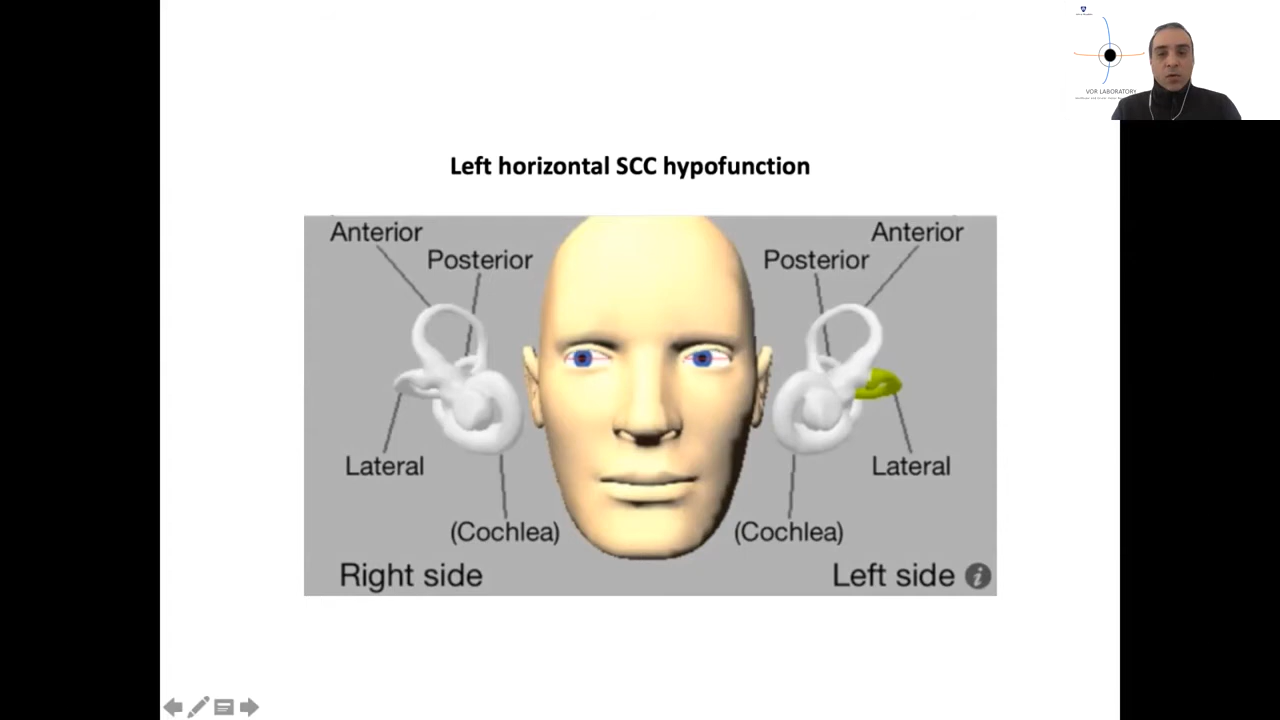 VOR LABORATORY
Left horizontal SCC hypofunction
Anterior
Anterior
Posterior
Posterior
Lateral
Lateral
(Cochlea)
(Cochlea)
Right side
Left side i